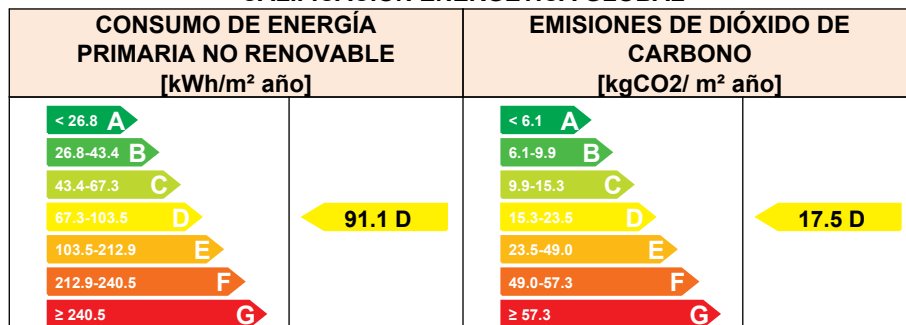 CONSUMO DE ENERGÍA
PRIMARIA NO RENOVABLE
[kWh/m² año]
EMISIONES DE DIÓXIDO DE
CARBONO
[kgCO2/ m² año]
< 26.8 A
26.8-43.4 B
43.4-67.3 C
67.3-103.5 D
103.5-212.9 E
212.9-240.5 F
≥ 240.5 G
91.1 D
< 6.1 A
6.1-9.9 B
9.9-15.3 C
15.3-23.5 D
23.5-49.0 E
49.0-57.3 F
≥ 57.3 G
17.5 D